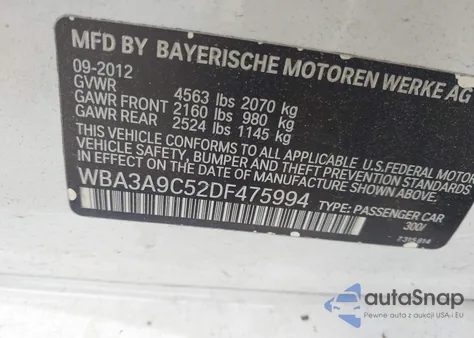 MFD BY BAYERISCHE MOTOREN WERKE AG
09-2012
GVWR 4563 lbs 2070 kg
GAWR FRONT 2160 lbs 980 kg
GAWR REAR 2524 lbs 1145 kg
THIS VEHICLE CONFORMS TO ALL APPLICABLE U.S.FEDERAL MOTOR
VEHICLE SAFETY, BUMPER, AND THEFT PREVENTION STANDARDS
IN EFFECT ON THE DATE OF MANUFACTURE SHOWN ABOVE.
WBA3A9C52DF475994 TYPE: PASSENGER CAR
300/
autoSnap
Pewne auta z aukcji USA i EU